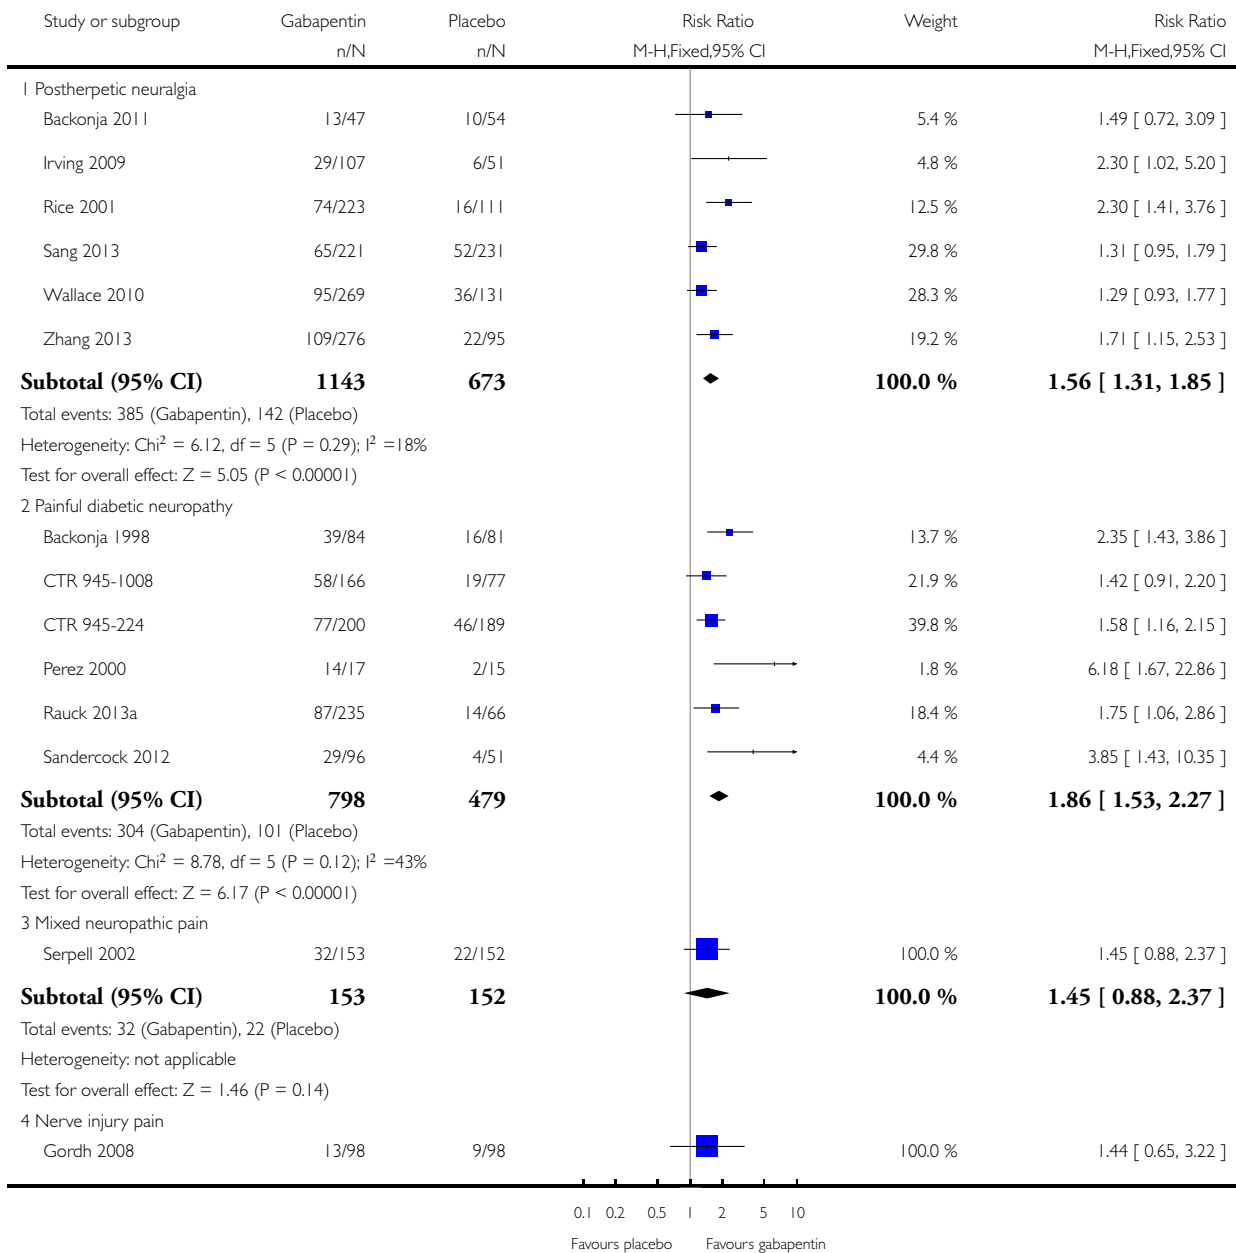 Study or subgroup Gabapentin Placebo Risk Ratio Weight Risk Ratio
n/N n/N M-H,Fixed,95% CI M-H,Fixed,95% CI
1 Postherpetic neuralgia
Backonja 2011 13/47 10/54 5.4 % 1.49 [ 0.72, 3.09 ]
Irving 2009 29/107 6/51 4.8 % 2.30 [ 1.02, 5.20 ]
Rice 2001 74/223 16/111 12.5 % 2.30 [ 1.41, 3.76 ]
Sang 2013 65/221 52/231 29.8 % 1.31 [ 0.95, 1.79 ]
Wallace 2010 95/269 36/131 28.3 % 1.29 [ 0.93, 1.77 ]
Zhang 2013 109/276 22/95 19.2 % 1.71 [ 1.15, 2.53 ]
Subtotal (95% CI) 1143 673 100.0 % 1.56 [ 1.31, 1.85 ]
Total events: 385 (Gabapentin), 142 (Placebo)
Heterogeneity: Chi² = 6.12, df = 5 (P = 0.29); I² =18%
Test for overall effect: Z = 5.05 (P < 0.00001)
2 Painful diabetic neuropathy
Backonja 1998 39/84 16/81 13.7 % 2.35 [ 1.43, 3.86 ]
CTR 945-1008 58/166 19/77 21.9 % 1.42 [ 0.91, 2.20 ]
CTR 945-224 77/200 46/189 39.8 % 1.58 [ 1.16, 2.15 ]
Perez 2000 14/17 2/15 1.8 % 6.18 [ 1.67, 22.86 ]
Rauck 2013a 87/235 14/66 18.4 % 1.75 [ 1.06, 2.86 ]
Sandercock 2012 29/96 4/51 4.4 % 3.85 [ 1.43, 10.35 ]
Subtotal (95% CI) 798 479 100.0 % 1.86 [ 1.53, 2.27 ]
Total events: 304 (Gabapentin), 101 (Placebo)
Heterogeneity: Chi² = 8.78, df = 5 (P = 0.12); I² =43%
Test for overall effect: Z = 6.17 (P < 0.00001)
3 Mixed neuropathic pain
Serpell 2002 32/153 22/152 100.0 % 1.45 [ 0.88, 2.37 ]
Subtotal (95% CI) 153 152 100.0 % 1.45 [ 0.88, 2.37 ]
Total events: 32 (Gabapentin), 22 (Placebo)
Heterogeneity: not applicable
Test for overall effect: Z = 1.46 (P = 0.14)
4 Nerve injury pain
Gordh 2008 13/98 9/98 100.0 % 1.44 [ 0.65, 3.22 ]
0.1 0.2 0.5 1 2 5 10
Favours placebo Favours gabapentin